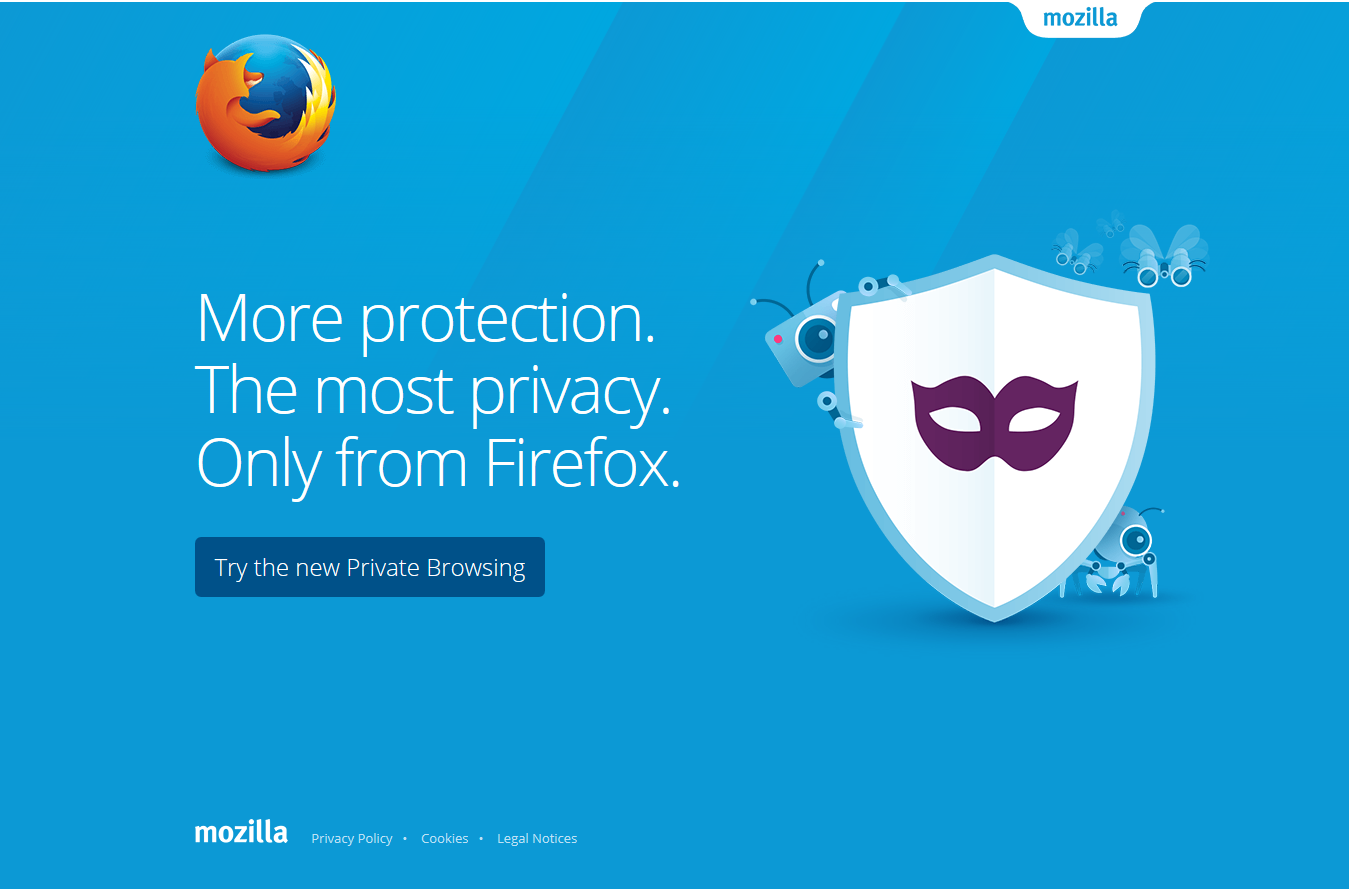 mozilla
More protection.
The most privacy.
Only from Firefox.
Try the new Private Browsing
mozilla Privacy Policy • Cookies • Legal Notices